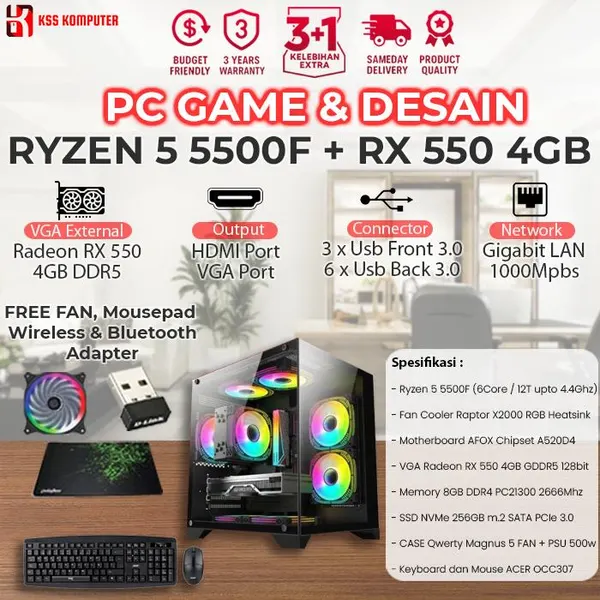 KSS KOMPUTER
BUDGET
FRIENDLY
3
YEARS
3 YEARS
WARRANTY
3+1
KELEBIHAN
EXTRA
SAMEDAY
DELIVERY
PRODUCT
QUALITY
PC GAME & DESAIN
RYZEN 5 5500F + RX 550 4GB
VGA External
Radeon RX 550
4GB DDR5
Output
HDMI Port
VGA Port
Connector
3 x Usb Front 3.0
6 x Usb Back 3.0
Network
Gigabit LAN
1000Mpbs
FREE FAN, Mousepad
Wireless & Bluetooth
Adapter
D-Link
Spesifikasi :
- Ryzen 5 5500F (6Core / 12T upto 4.4Ghz)
- Fan Cooler Raptor X2000 RGB Heatsink
- Motherboard AFOX Chipset A520D4
- VGA Radeon RX 550 4GB GDDR5 128bit
- Memory 8GB DDR4 PC21300 2666Mhz
- SSD NVMe 256GB m.2 SATA PCIe 3.0
- CASE Qwerty Magnus 5 FAN + PSU 500w
- Keyboard dan Mouse ACER OCC307